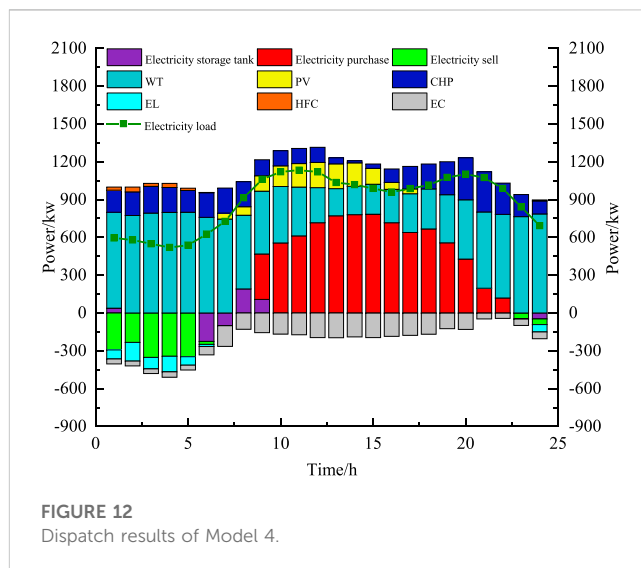 2100 2100
Electricity storage tank Electricity purchase Electricity sell
1800 1800
WT PV CHP
EL HFC EC
1500 1500
Electricity load
1200 1200
900 900
600 600
300 300
0 0
-300 -300
-600 -600
-900 -900
Power/kw
Power/kw
0 5 10 15 20 25
Time/h
FIGURE 12
Dispatch results of Model 4.